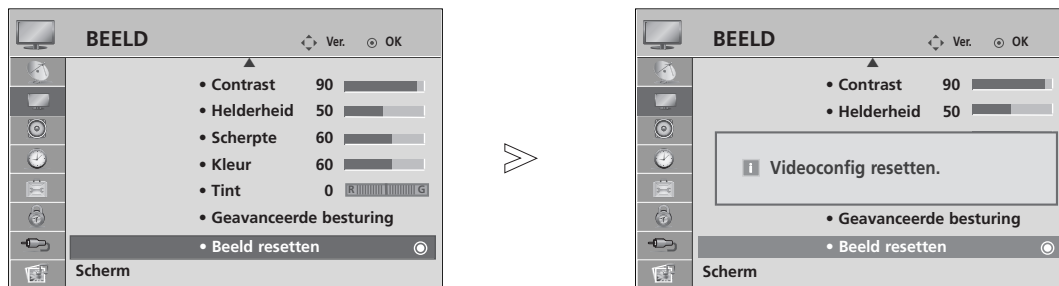 BEELD Ver. OK
• Contrast 90
• Helderheid 50
• Scherpte 60
• Kleur 60
• Tint 0 R G
• Geavanceerde besturing
• Beeld resetten
Scherm
BEELD Ver. OK
• Contrast 90
• Helderheid 50
i Videoconfig resetten.
• Geavanceerde besturing
• Beeld resetten
Scherm